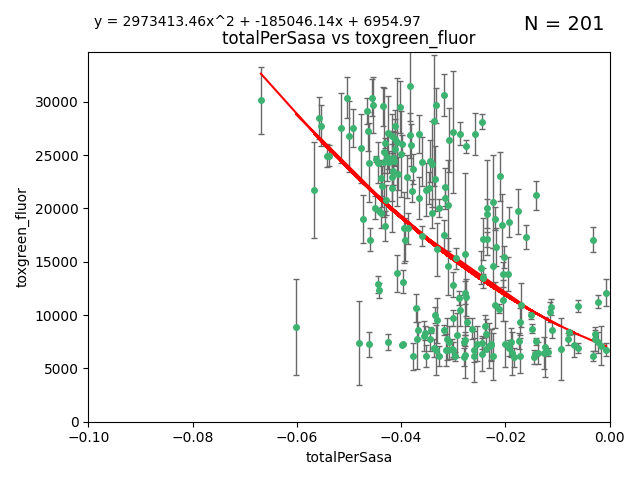 y = 2973413.46x^2 + -185046.14x + 6954.97
N = 201
totalPerSasa vs toxgreen_fluor
toxgreen_fluor
30000
25000
20000
15000
10000
5000
0
−0.10 −0.08 −0.06 −0.04 −0.02 0.00
totalPerSasa